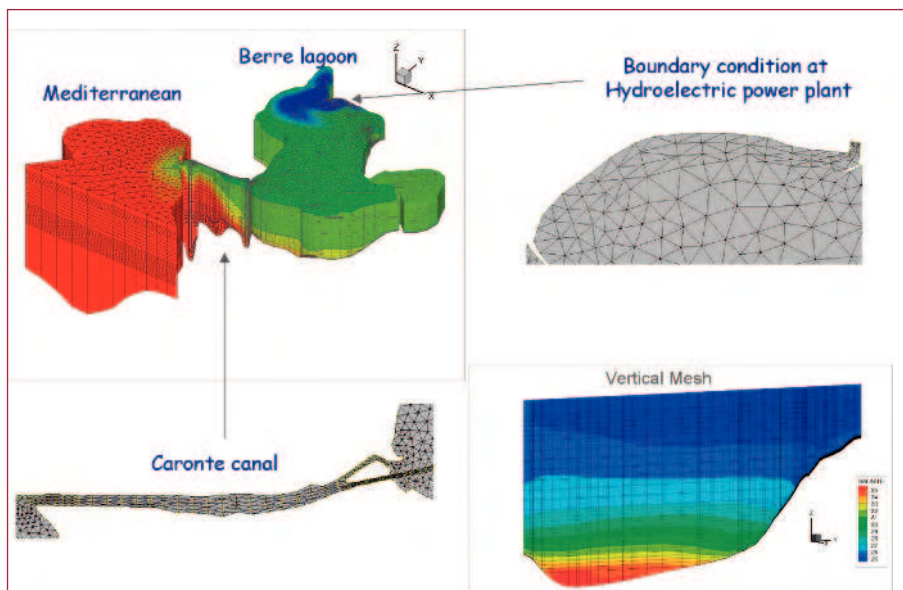 Berre lagoon
Mediterranean
Z
Y
X
Boundary condition at
Hydroelectric power plant
Caronte canal
Vertical Mesh
Z